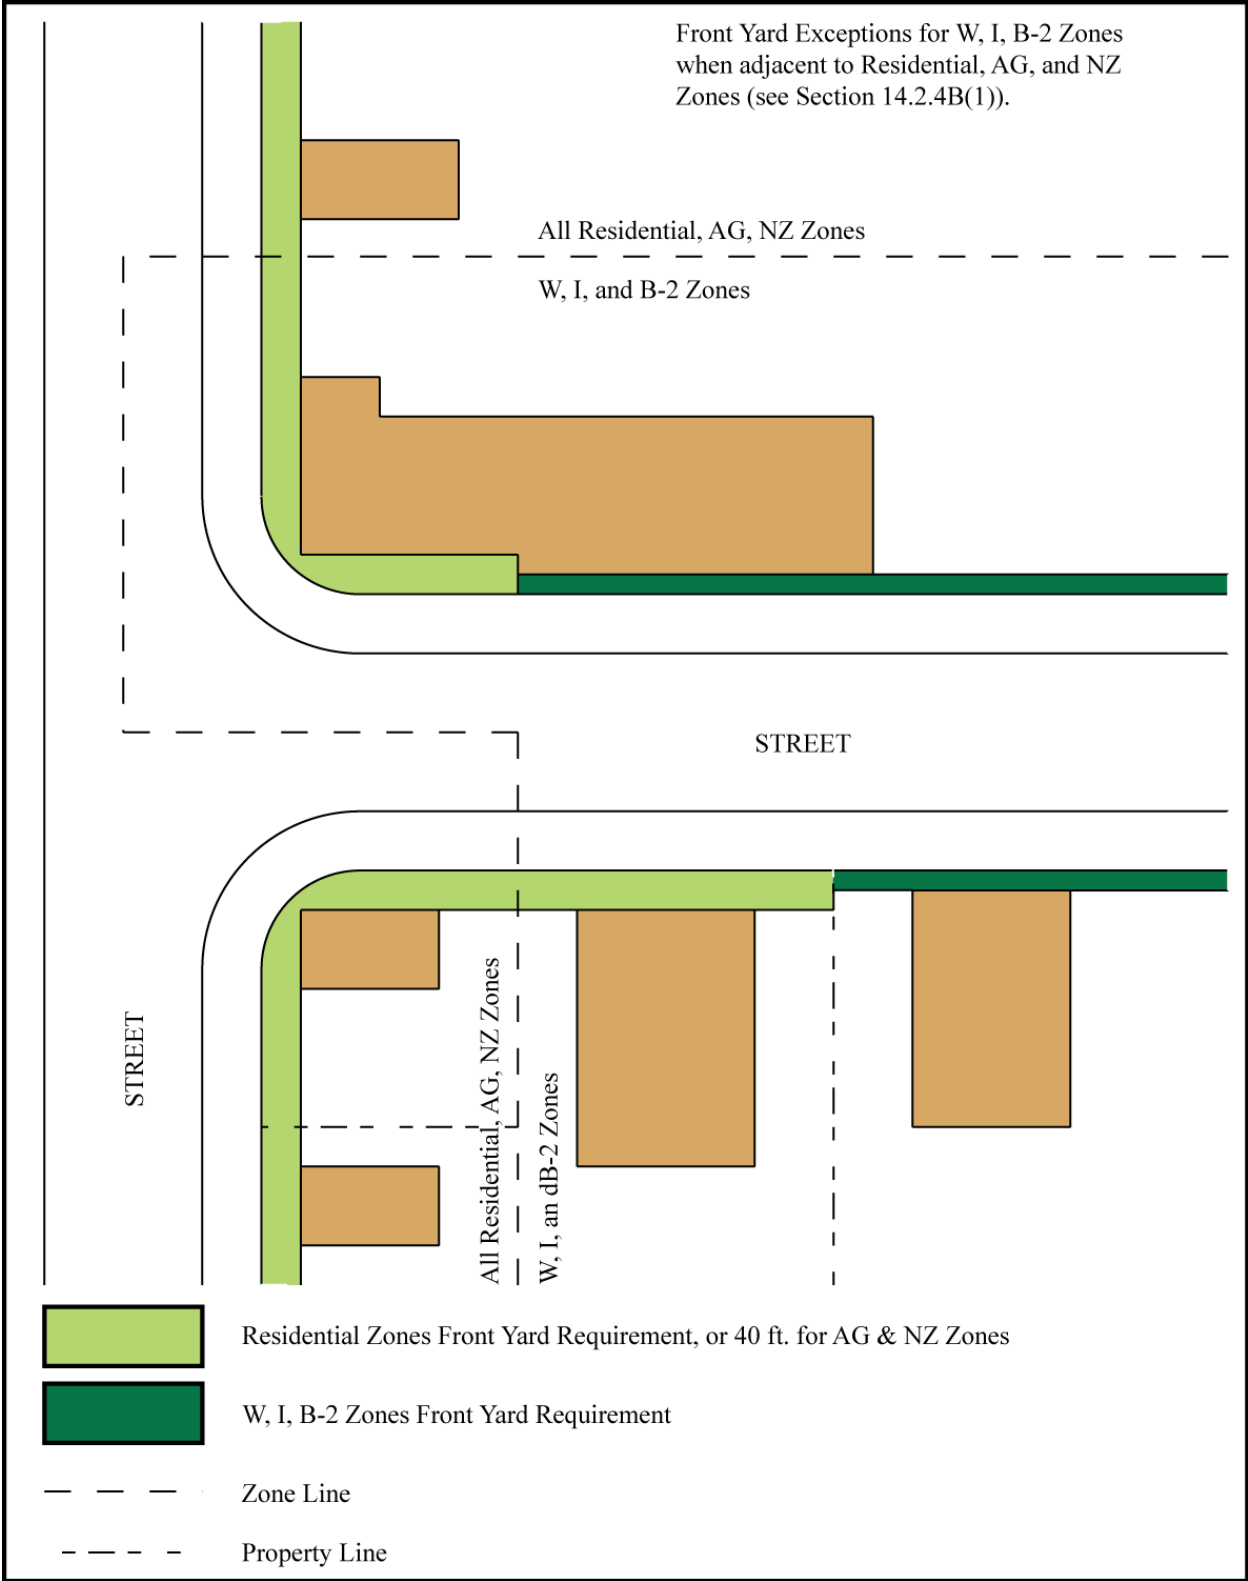 Front Yard Exceptions for W, I, B-2 Zones
when adjacent to Residential, AG, and NZ
Zones (see Section 14.2.4B(1)).
All Residential, AG, NZ Zones
W, I, and B-2 Zones
STREET
STREET
All Residential, AG, NZ Zones
W, I, an dB-2 Zones
Residential Zones Front Yard Requirement, or 40 ft. for AG & NZ Zones
W, I, B-2 Zones Front Yard Requirement
Zone Line
Property Line